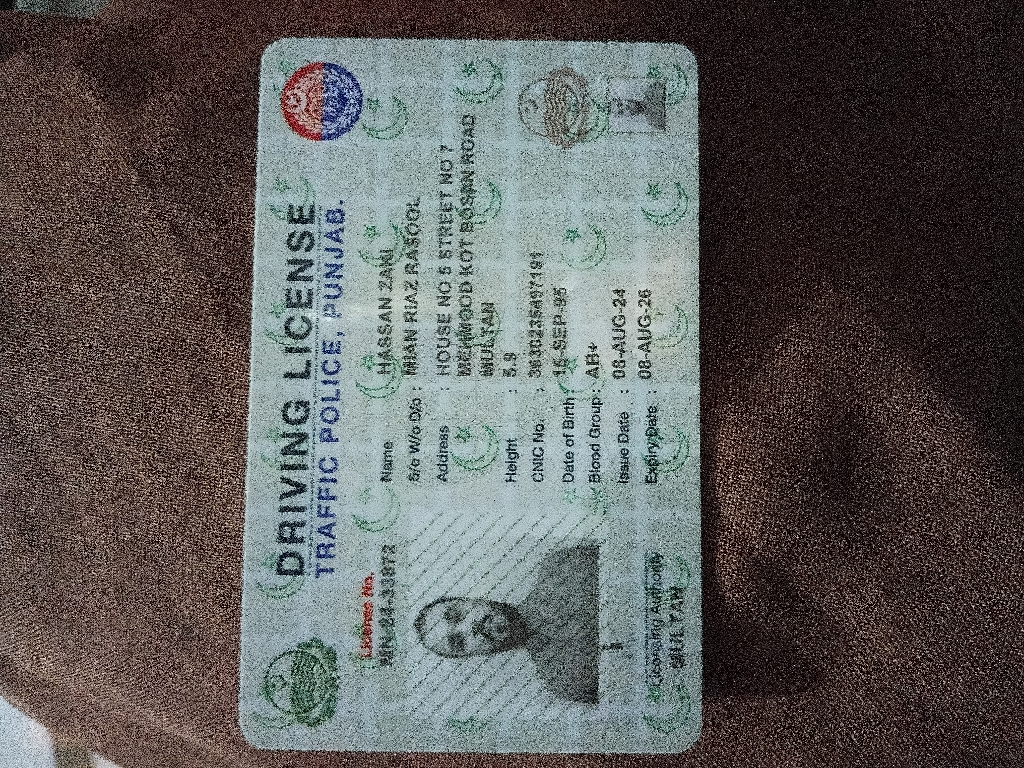 DRIVING LICENSE
TRAFFIC POLICE, PUNJAB.
License No.
Name : HASSAN ZAKI
S/o W/o D/o : MIAN RIAZ RASOOL
Address : HOUSE NO 5 STREET NO 7
MEHMOOD KOT BOSAN ROAD
MULTAN
Height : 5.9
CNIC No. :
Date of Birth : 15-SEP-95
Blood Group : AB+
Issue Date : 08-AUG-24
Expiry Date : 08-AUG-26
Licencing Authority
MULTAN